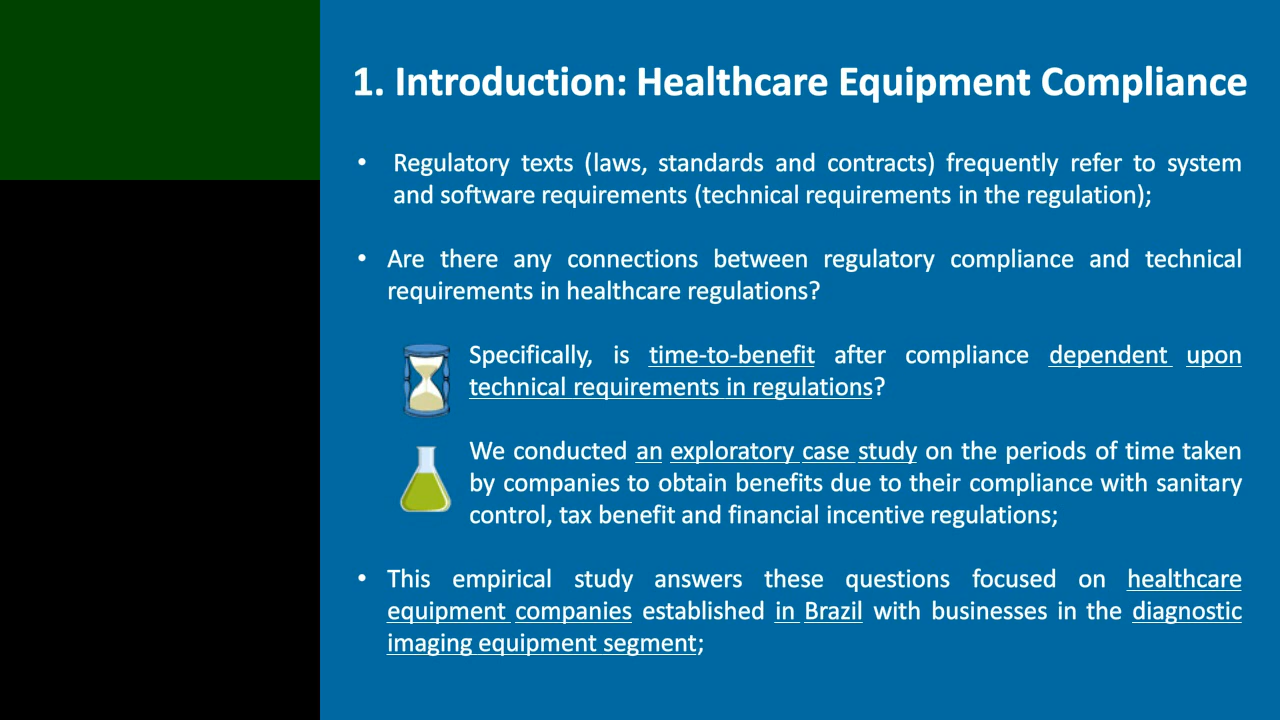 1. Introduction: Healthcare Equipment Compliance
• Regulatory texts (laws, standards and contracts) frequently refer to system
and software requirements (technical requirements in the regulation);
• Are there any connections between regulatory compliance and technical
requirements in healthcare regulations?
Specifically, is time-to-benefit after compliance dependent upon
technical requirements in regulations?
We conducted an exploratory case study on the periods of time taken
by companies to obtain benefits due to their compliance with sanitary
control, tax benefit and financial incentive regulations;
• This empirical study answers these questions focused on healthcare
equipment companies established in Brazil with businesses in the diagnostic
imaging equipment segment;